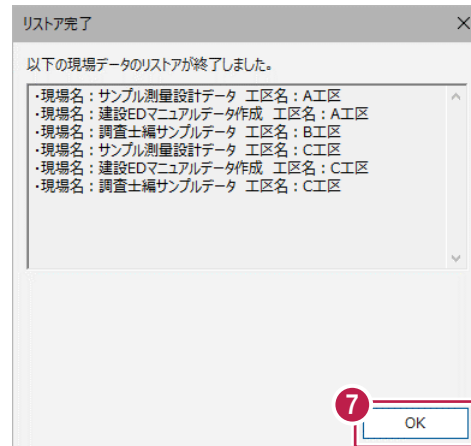 リストア完了
以下の現場データのリストアが終了しました。
・現場名：サンプル測量設計データ 工区名：A工区
・現場名：建設EDマニュアルデータ作成 工区名：A工区
・現場名：調査士編サンプルデータ 工区名：B工区
・現場名：サンプル測量設計データ 工区名：C工区
・現場名：建設EDマニュアルデータ作成 工区名：C工区
・現場名：調査士編サンプルデータ 工区名：C工区
7
OK